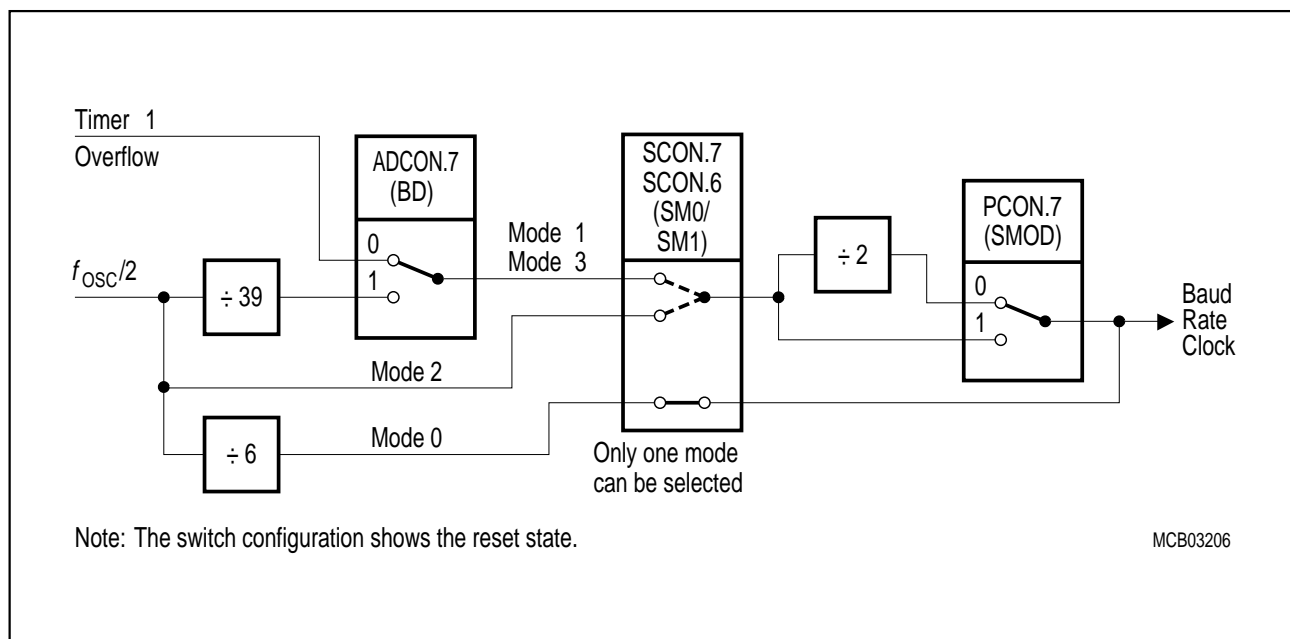 Timer 1
Overflow
ADCON.7
(BD)
0
1
f OSC/2
÷ 39
Mode 1
Mode 3
Mode 2
÷ 6
Mode 0
SCON.7
SCON.6
(SM0/
SM1)
Only one mode
can be selected
÷ 2
PCON.7
(SMOD)
0
1
Baud
Rate
Clock
Note: The switch configuration shows the reset state.
MCB03206